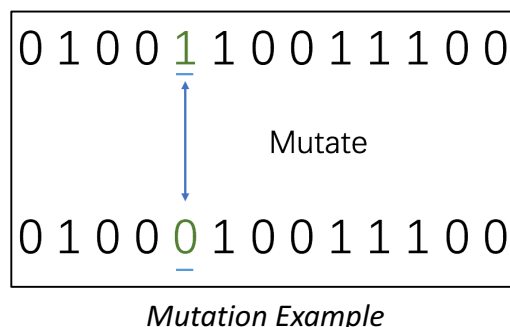 0 1 0 0 1 1 0 0 1 1 1 0 0
Mutate
0 1 0 0 0 1 0 0 1 1 1 0 0
Mutation Example